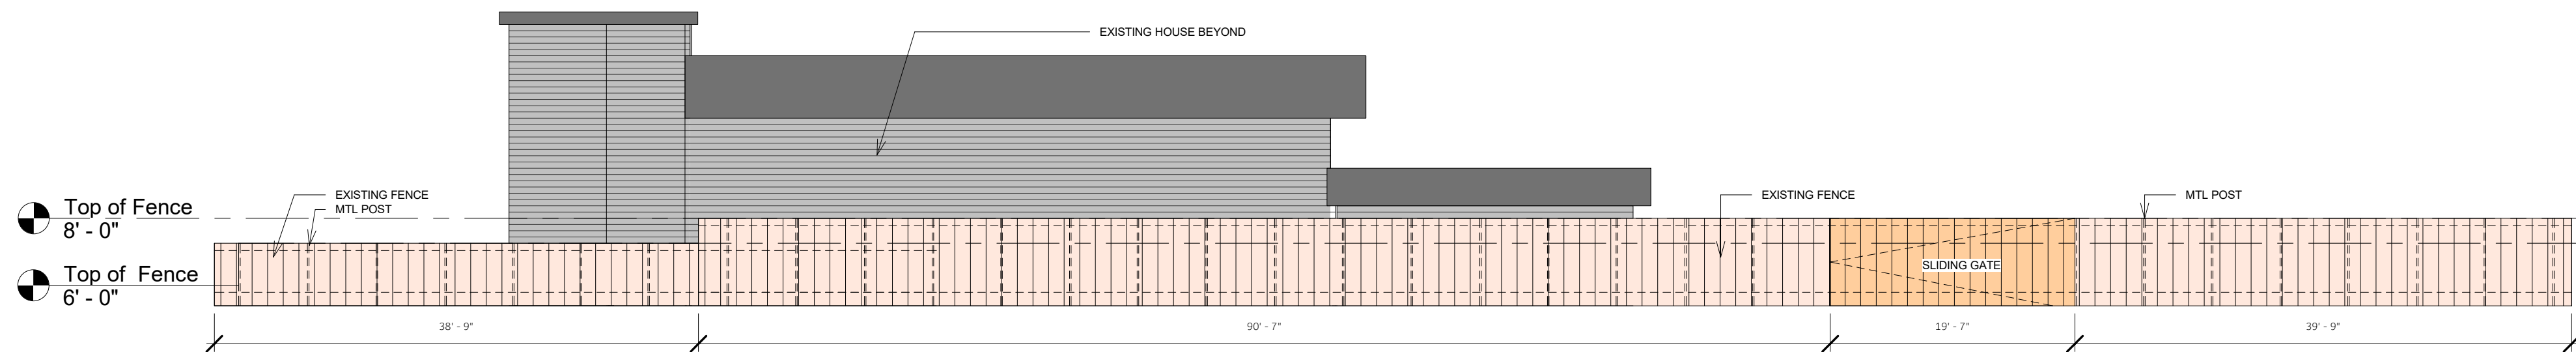 EXISTING HOUSE BEYOND
EXISTING FENCE
MTL POST
EXISTING FENCE
MTL POST
Top of Fence
8' - 0"
Top of Fence
6' - 0"
SLIDING GATE
38' - 9"
90' - 7"
19' - 7"
39' - 9"